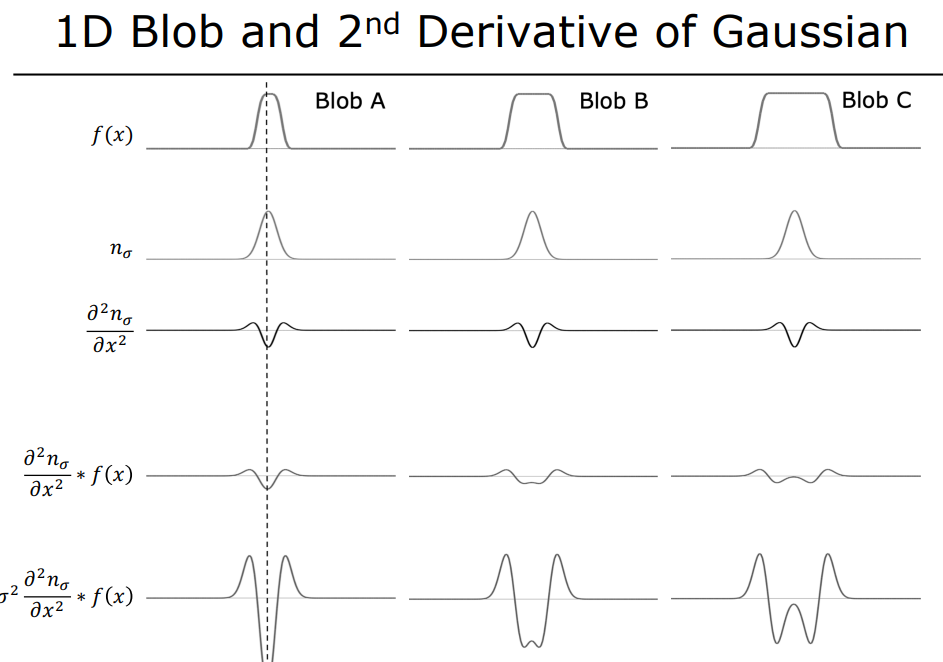 1D Blob and 2ⁿᵈ Derivative of Gaussian
Blob A
Blob B
Blob C
f(x)
n_σ
∂²n_σ/∂x²
∂²n_σ/∂x² * f(x)
σ² ∂²n_σ/∂x² * f(x)